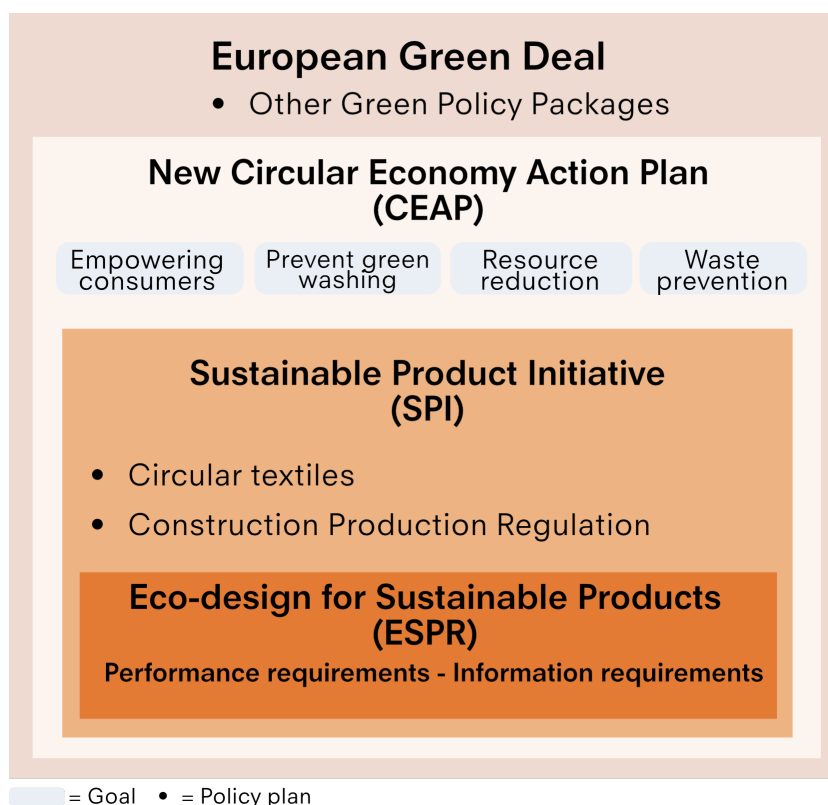 European Green Deal
• Other Green Policy Packages
New Circular Economy Action Plan
(CEAP)
Empowering
consumers
Prevent green
washing
Resource
reduction
Waste
prevention
Sustainable Product Initiative
(SPI)
• Circular textiles
• Construction Production Regulation
Eco-design for Sustainable Products
(ESPR)
Performance requirements - Information requirements
= Goal • = Policy plan